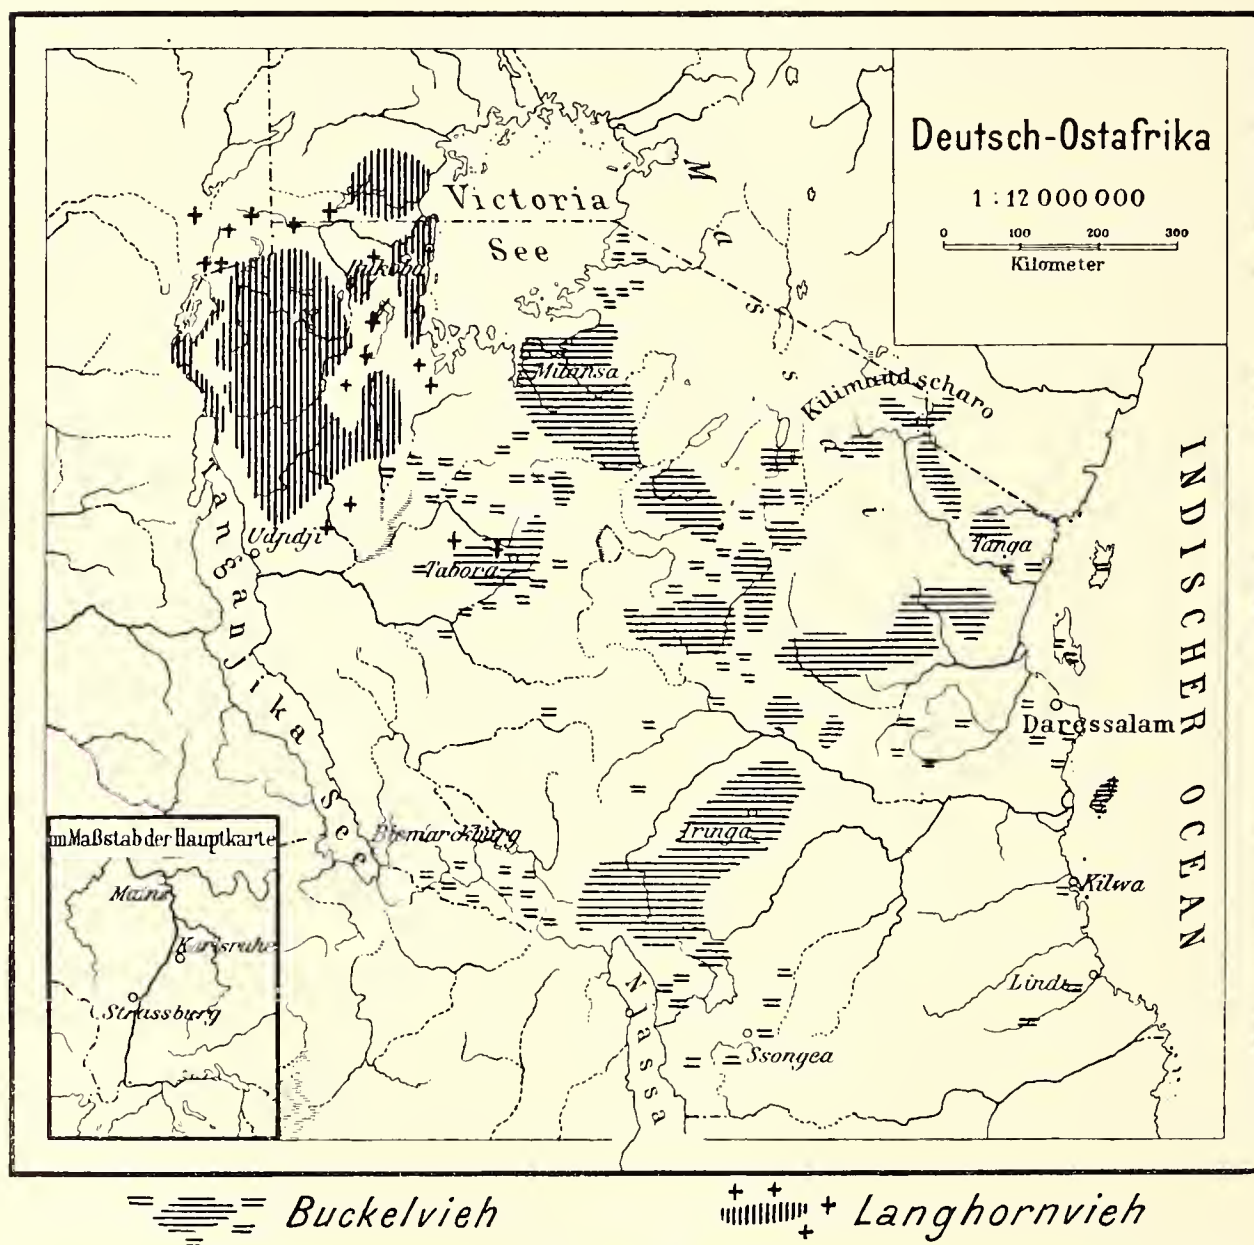 Deutsch-Ostafrika
1 : 12 000 000
0 100 200 300
Kilometer
Victoria
See
Massai
Bukoba
Muansa
Kilimandscharo
Udjidji
Tabora
Tanga
Tanganjika See
INDISCHER OCEAN
Daressalam
Bismarckburg
Iringa
Kilwa
Lindi
Ssongea
Njassa
im Maßstab der Hauptkarte
Mainz
Karlsruhe
Strassburg
Buckelvieh
Langhornvieh